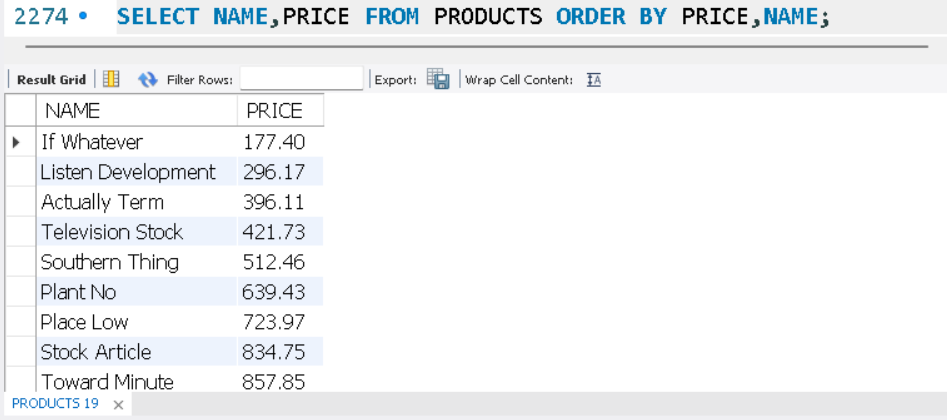 2274 SELECT NAME,PRICE FROM PRODUCTS ORDER BY PRICE,NAME;
Result Grid Filter Rows: Export: Wrap Cell Content: IA
NAME PRICE
If Whatever 177.40
Listen Development 296.17
Actually Term 396.11
Television Stock 421.73
Southern Thing 512.46
Plant No 639.43
Place Low 723.97
Stock Article 834.75
Toward Minute 857.85
PRODUCTS 19